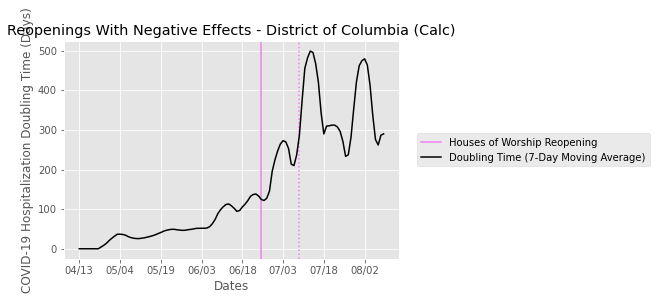 Reopenings With Negative Effects - District of Columbia (Calc)
COVID-19 Hospitalization Doubling Time (Days)
500
400
300
200
100
0
04/13 05/04 05/19 06/03 06/18 07/03 07/18 08/02
Dates
Houses of Worship Reopening
Doubling Time (7-Day Moving Average)